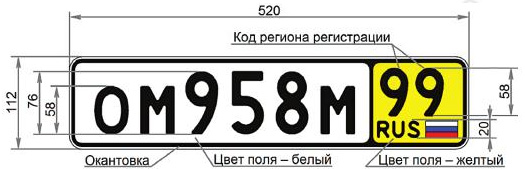 520
Код региона регистрации
112
76
58
ОМ958М
99
RUS
58
20
Окантовка
Цвет поля – белый
Цвет поля – желтый